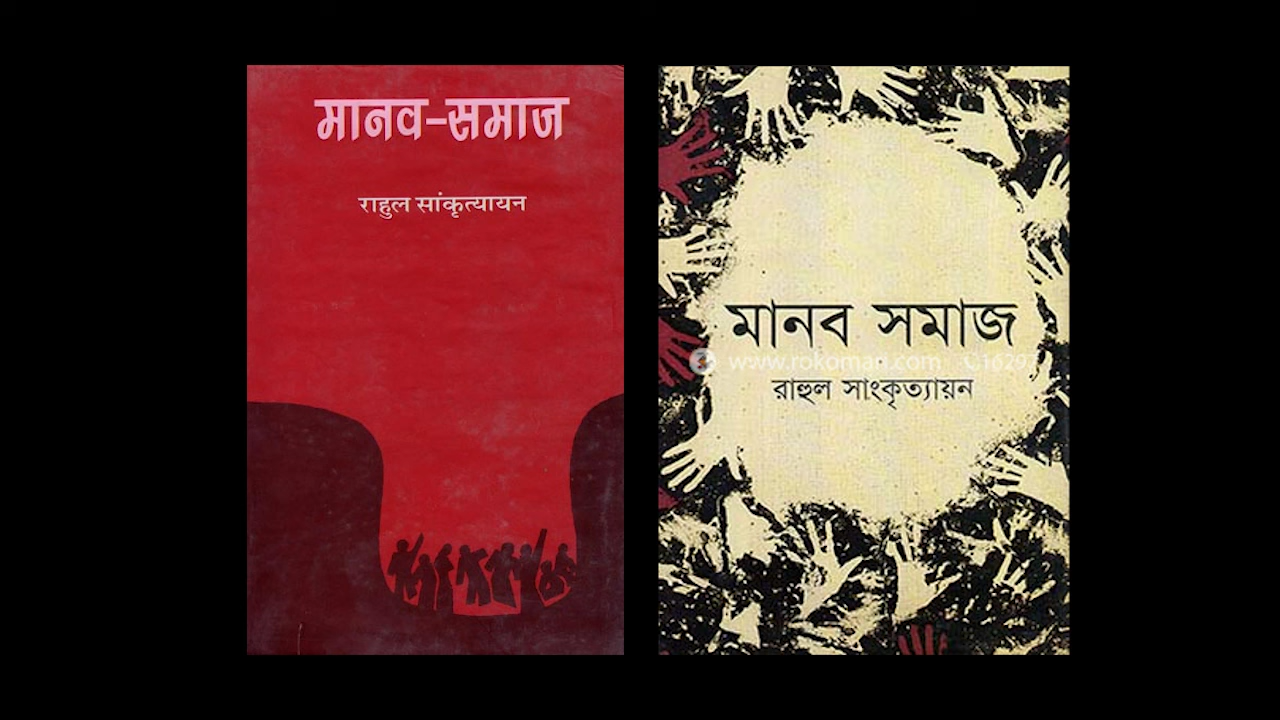 मानव-समाज
राहुल सांकृत्यायन
মানব সমাজ
www.rokomari.com
রাহুল সাংকৃত্যায়ন